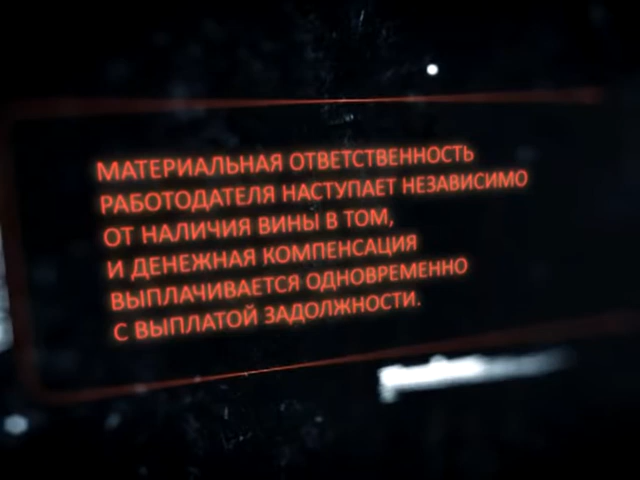 МАТЕРИАЛЬНАЯ ОТВЕТСТВЕННОСТЬ
РАБОТОДАТЕЛЯ НАСТУПАЕТ НЕЗАВИСИМО
ОТ НАЛИЧИЯ ВИНЫ В ТОМ,
И ДЕНЕЖНАЯ КОМПЕНСАЦИЯ
ВЫПЛАЧИВАЕТСЯ ОДНОВРЕМЕННО
С ВЫПЛАТОЙ ЗАДОЛЖНОСТИ.